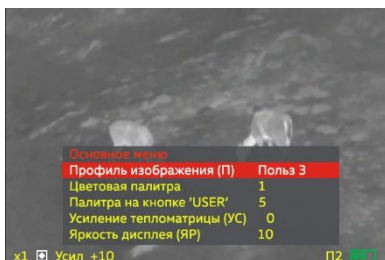 Основное меню
Профиль изображения (П) Польз 3
Цветовая палитра 1
Палитра на кнопке 'USER' 5
Усиление тепломатрицы (УС) 0
Яркость дисплея (ЯР) 10
x1 Усил +10 П2